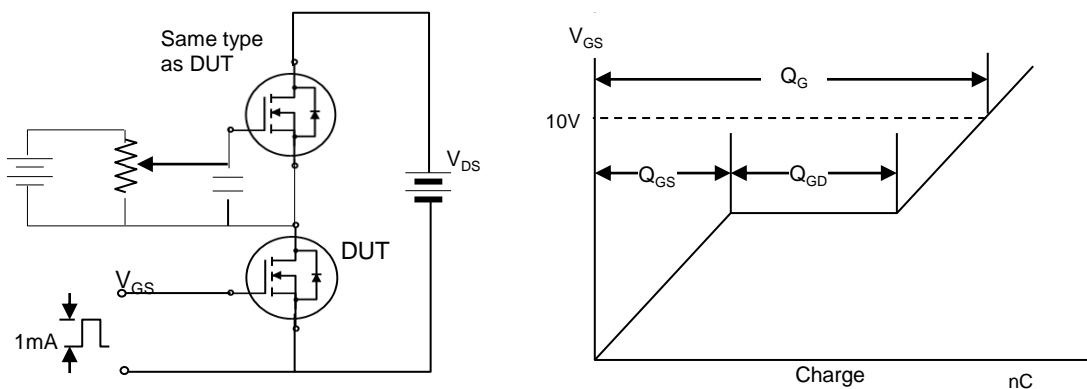 Same type
as DUT
V_DS
DUT
V_GS
1mA
V_GS
Q_G
10V
Q_GS
Q_GD
Charge
nC